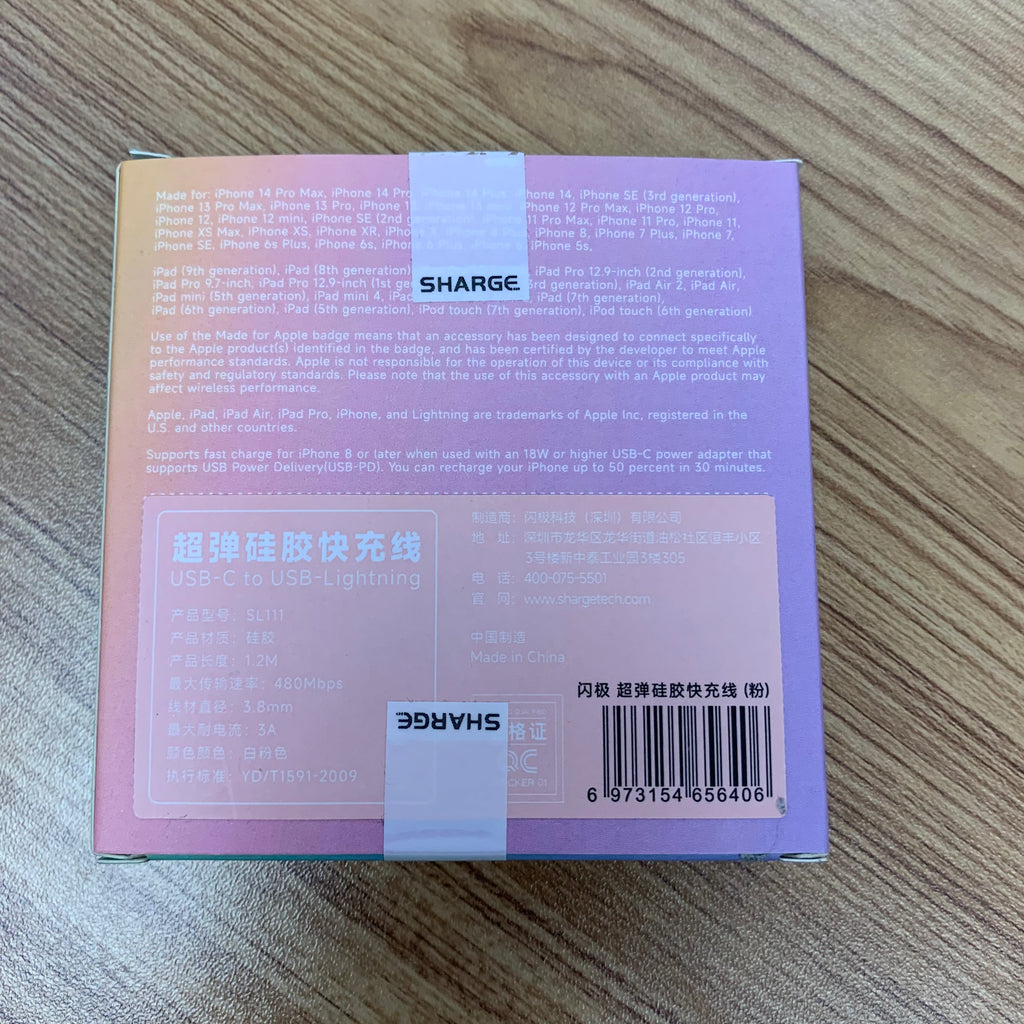 Made for: iPhone 14 Pro Max, iPhone 14 Pro, iPhone 14 Plus, iPhone 14, iPhone SE (3rd generation),
iPhone 13 Pro Max, iPhone 13 Pro, iPhone 12 Pro Max, iPhone 12 Pro,
iPhone 12, iPhone 12 mini, iPhone SE (2nd generation), 11 Pro Max, iPhone 11 Pro, iPhone 11,
iPhone XS Max, iPhone XS, iPhone XR, iPhone X, iPhone 8 Plus, iPhone 8, iPhone 7 Plus, iPhone 7,
iPhone SE, iPhone 6s Plus, iPhone 6s, iPhone 6 Plus, iPhone 6, iPhone 5s,
iPad (9th generation), iPad (8th generation) , iPad Pro 12.9-inch (2nd generation),
iPad Pro 9.7-inch, iPad Pro 12.9-inch (1st (3rd generation), iPad Air 2, iPad Air,
SHARGE
iPad mini (5th generation), iPad mini 4, , iPad (7th generation),
iPad (6th generation), iPad (5th generation), iPod touch (7th generation), iPod touch (6th generation)
Use of the Made for Apple badge means that an accessory has been designed to connect specifically
to the Apple product(s) identified in the badge, and has been certified by the developer to meet Apple
performance standards. Apple is not responsible for the operation of this device or its compliance with
safety and regulatory standards. Please note that the use of this accessory with an Apple product may
affect wireless performance.
Apple, iPad, iPad Air, iPad Pro, iPhone, and Lightning are trademarks of Apple Inc, registered in the
U.S. and other countries.
Supports fast charge for iPhone 8 or later when used with an 18W or higher USB-C power adapter that
supports USB Power Delivery(USB-PD). You can recharge your iPhone up to 50 percent in 30 minutes.
超弹硅胶快充线
USB-C to USB-Lightning
产品型号：SL111
产品材质：硅胶
产品长度：1.2M
最大传输速率：480Mbps
线材直径：3.8mm
最大耐电流：3A
颜色颜色：白粉色
执行标准：YD/T1591-2009
制造商：闪极科技（深圳）有限公司
地 址：深圳市龙华区龙华街道油松社区恒丰小区
3号楼新中泰工业园3楼305
电 话：400-075-5501
官 网：www.shargetech.com
中国制造
Made in China
闪极 超弹硅胶快充线 (粉)
格证
QC
01
SHARGE
6 973154 656406